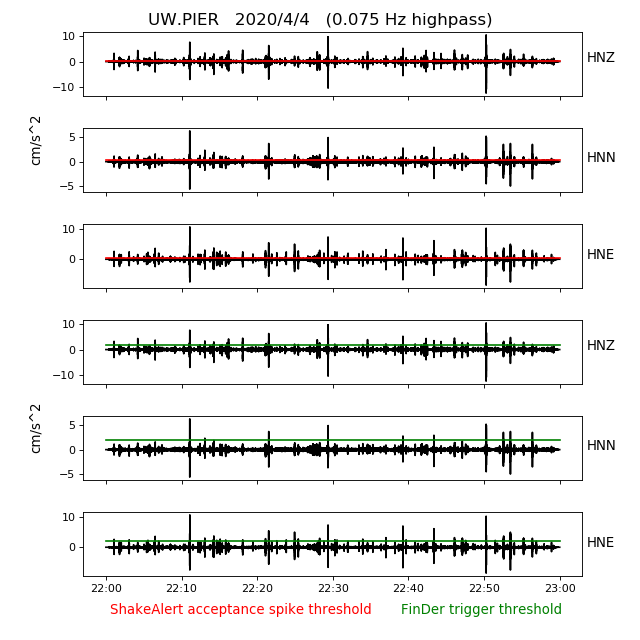 UW.PIER   2020/4/4   (0.075 Hz highpass)
10
0
−10
HNZ
cm/s^2
5
0
−5
HNN
10
0
HNE
10
0
−10
HNZ
cm/s^2
5
0
−5
HNN
10
0
HNE
22:00 22:10 22:20 22:30 22:40 22:50 23:00
ShakeAlert acceptance spike threshold FinDer trigger threshold